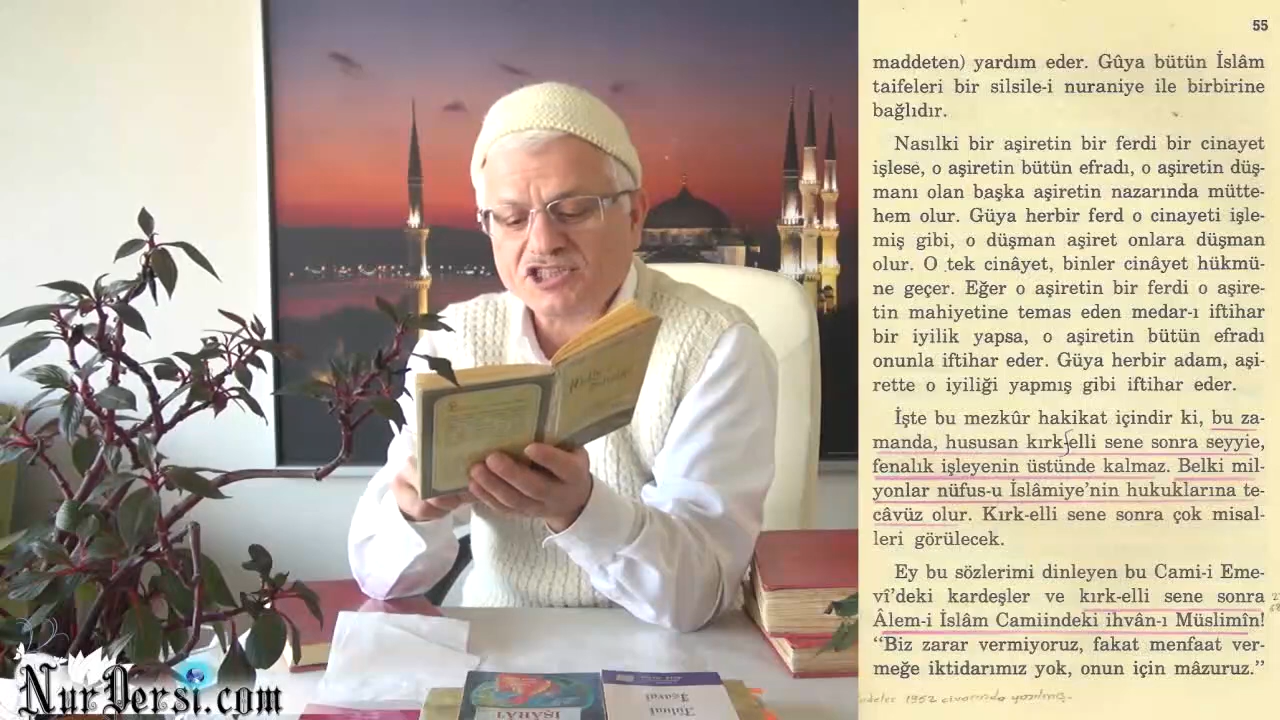 55
maddeten) yardım eder. Gûya bütün İslâm
taifeleri bir silsile-i nuraniye ile birbirine
bağlıdır.
Nasılki bir aşiretin bir ferdi bir cinayet
işlese, o aşiretin bütün efradı, o aşiretin düş-
manı olan başka aşiretin nazarında mütte-
hem olur. Güya herbir ferd o cinayeti işle-
miş gibi, o düşman aşiret onlara düşman
olur. O tek cinâyet, binler cinâyet hükmü-
ne geçer. Eğer o aşiretin bir ferdi o aşire-
tin mahiyetine temas eden medar-ı iftihar
bir iyilik yapsa, o aşiretin bütün efradı
onunla iftihar eder. Güya herbir adam, aşi-
rette o iyiliği yapmış gibi iftihar eder.
İşte bu mezkûr hakikat içindir ki, bu za-
manda, hususan kırk elli sene sonra seyyie,
fenalık işleyenin üstünde kalmaz. Belki mil-
yonlar nüfus-u İslâmiye'nin hukuklarına te-
câvüz olur. Kırk-elli sene sonra çok misal-
leri görülecek.
Ey bu sözlerimi dinleyen bu Cami-i Eme-
vî'deki kardeşler ve kırk-elli sene sonra
Âlem-i İslâm Camiindeki ihvân-ı Müslimîn!
“Biz zarar vermiyoruz, fakat menfaat ver-
meğe iktidarımız yok, onun için mâzuruz.”
1952 civarında yazılmış.
NurDersi.com
İŞÂRÂT